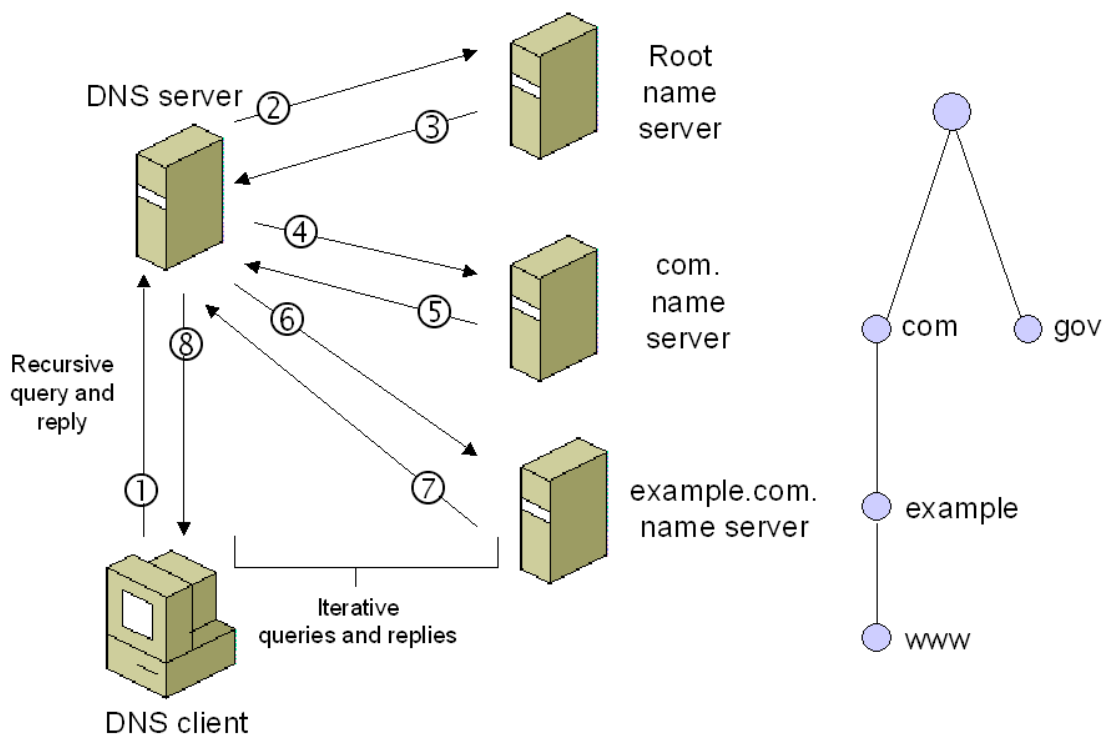 DNS server
②
③
Root
name
server
④
⑤
com.
name
server
⑥
⑧
Recursive
query and
reply
①
⑦
example.com.
name server
Iterative
queries and replies
DNS client
com
gov
example
www